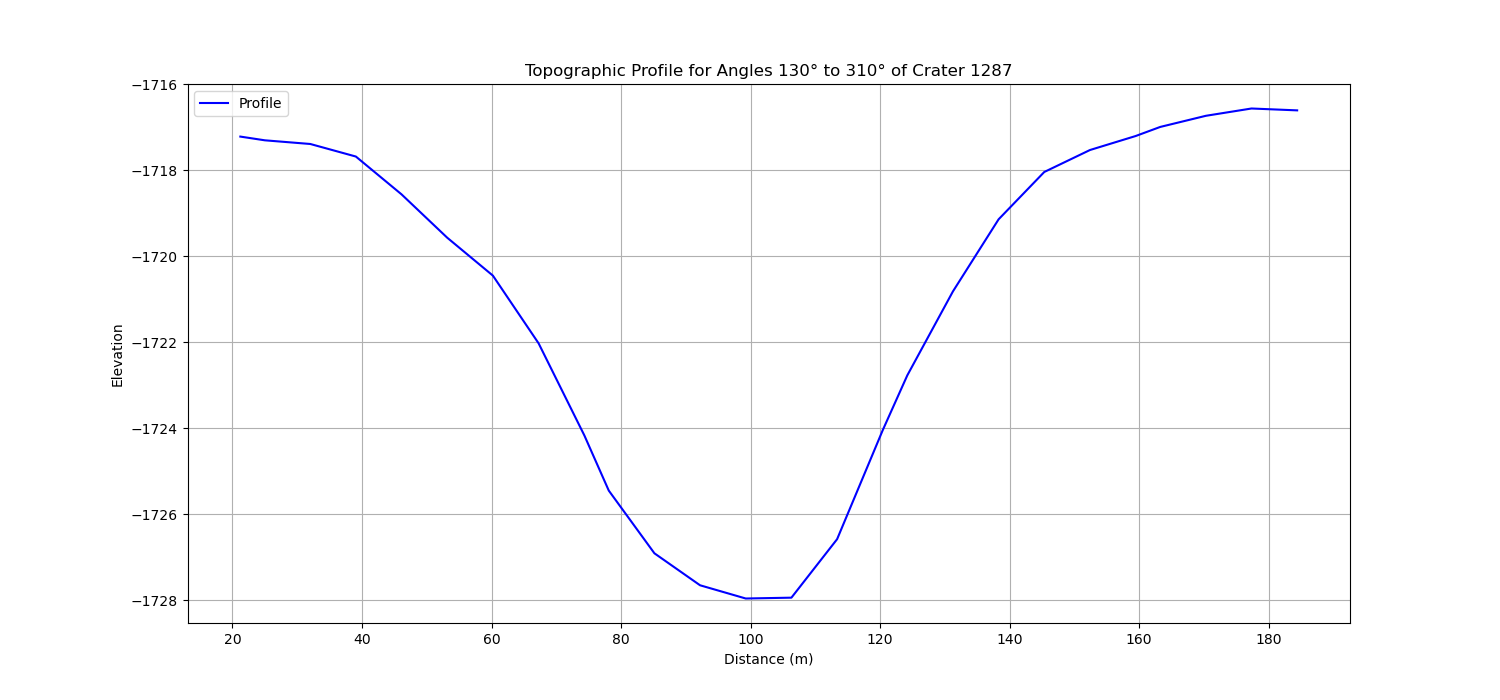 Topographic Profile for Angles 130° to 310° of Crater 1287
−1716
Profile
−1718
−1720
−1722
Elevation
−1724
−1726
−1728
20 40 60 80 100 120 140 160 180
Distance (m)